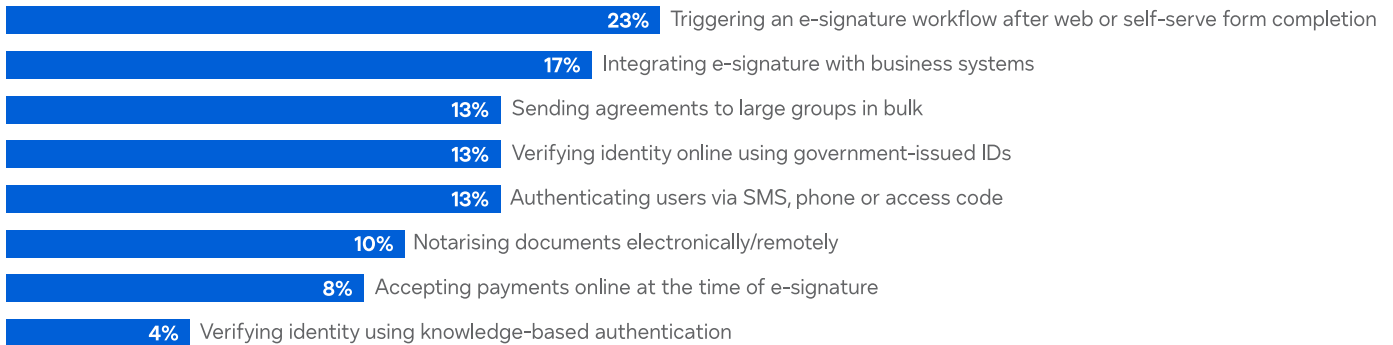 23% Triggering an e-signature workflow after web or self-serve form completion
17% Integrating e-signature with business systems
13% Sending agreements to large groups in bulk
13% Verifying identity online using government-issued IDs
13% Authenticating users via SMS, phone or access code
10% Notarising documents electronically/remotely
8% Accepting payments online at the time of e-signature
4% Verifying identity using knowledge-based authentication